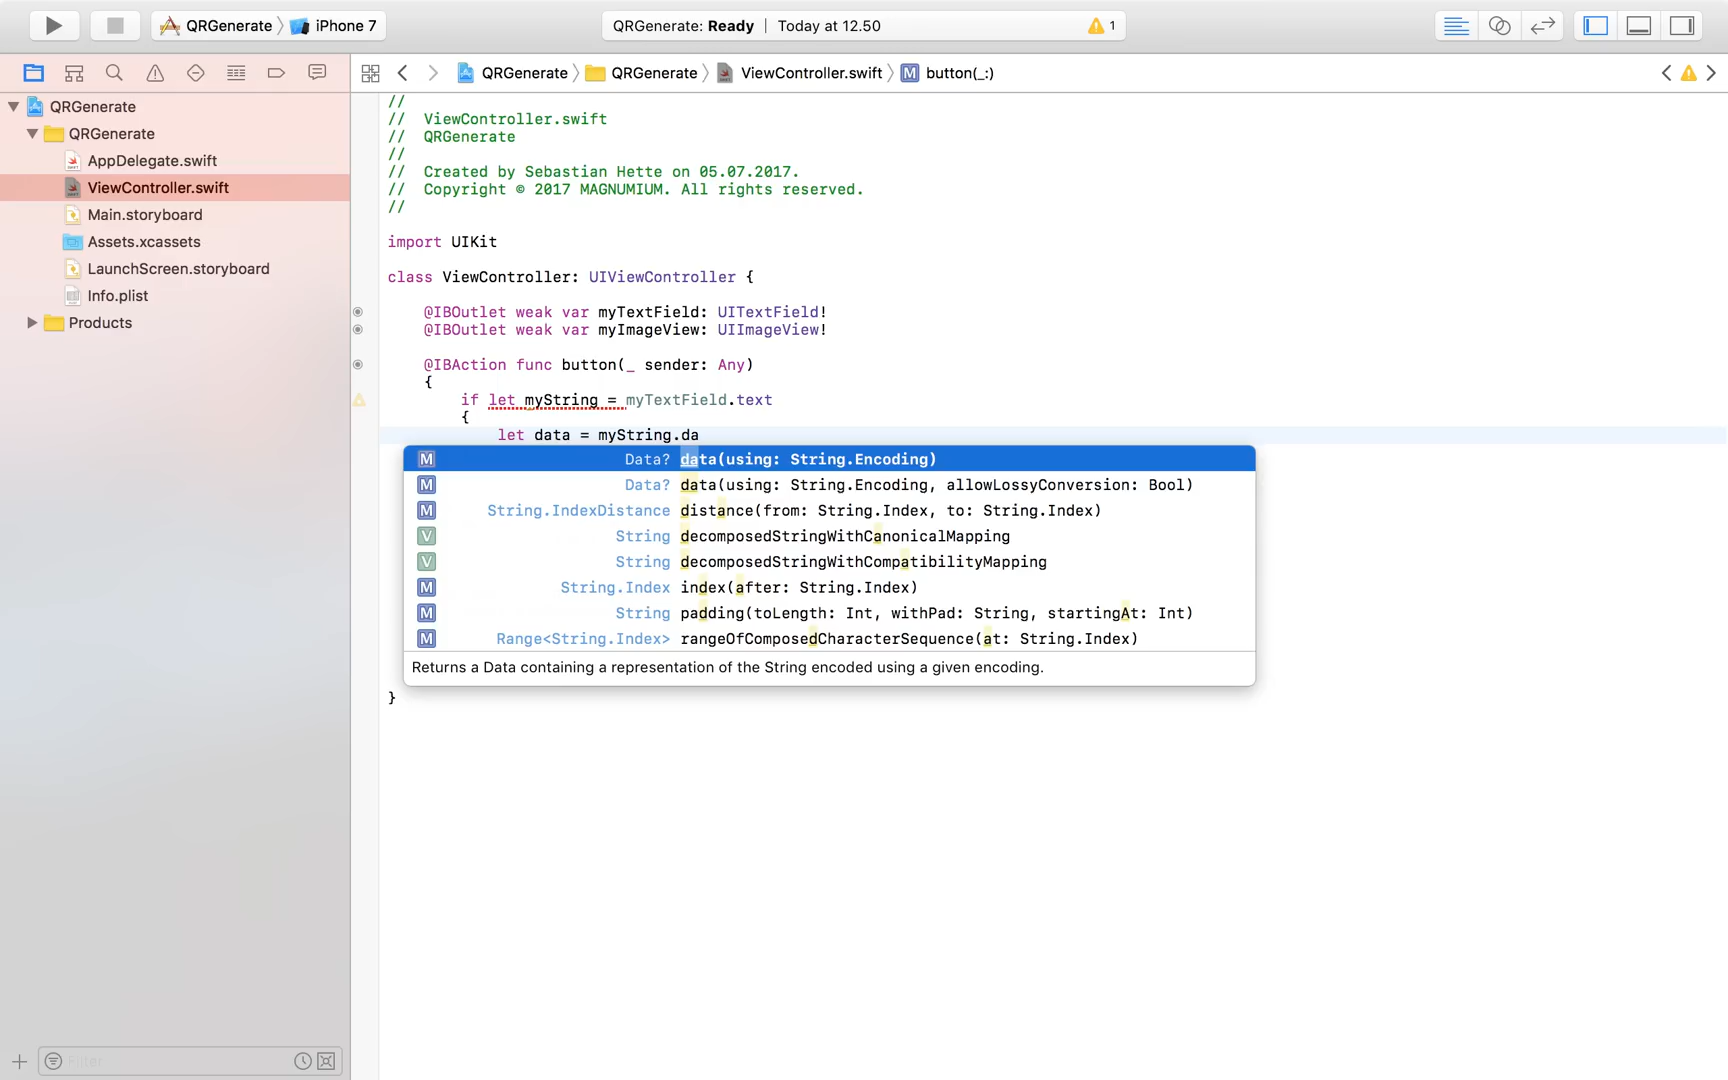 QRGenerate iPhone 7
QRGenerate: Ready Today at 12.50 1
QRGenerate QRGenerate ViewController.swift M button(_:)
QRGenerate
QRGenerate
AppDelegate.swift
ViewController.swift
Main.storyboard
Assets.xcassets
LaunchScreen.storyboard
Info.plist
Products
Filter
//
// ViewController.swift
// QRGenerate
//
// Created by Sebastian Hette on 05.07.2017.
// Copyright © 2017 MAGNUMIUM. All rights reserved.
//
import UIKit
class ViewController: UIViewController {
@IBOutlet weak var myTextField: UITextField!
@IBOutlet weak var myImageView: UIImageView!
@IBAction func button(_ sender: Any)
{
if let myString = myTextField.text
{
let data = myString.da
M Data? data(using: String.Encoding)
M Data? data(using: String.Encoding, allowLossyConversion: Bool)
M String.IndexDistance distance(from: String.Index, to: String.Index)
V String decomposedStringWithCanonicalMapping
V String decomposedStringWithCompatibilityMapping
M String.Index index(after: String.Index)
M String padding(toLength: Int, withPad: String, startingAt: Int)
M Range<String.Index> rangeOfComposedCharacterSequence(at: String.Index)
Returns a Data containing a representation of the String encoded using a given encoding.
}